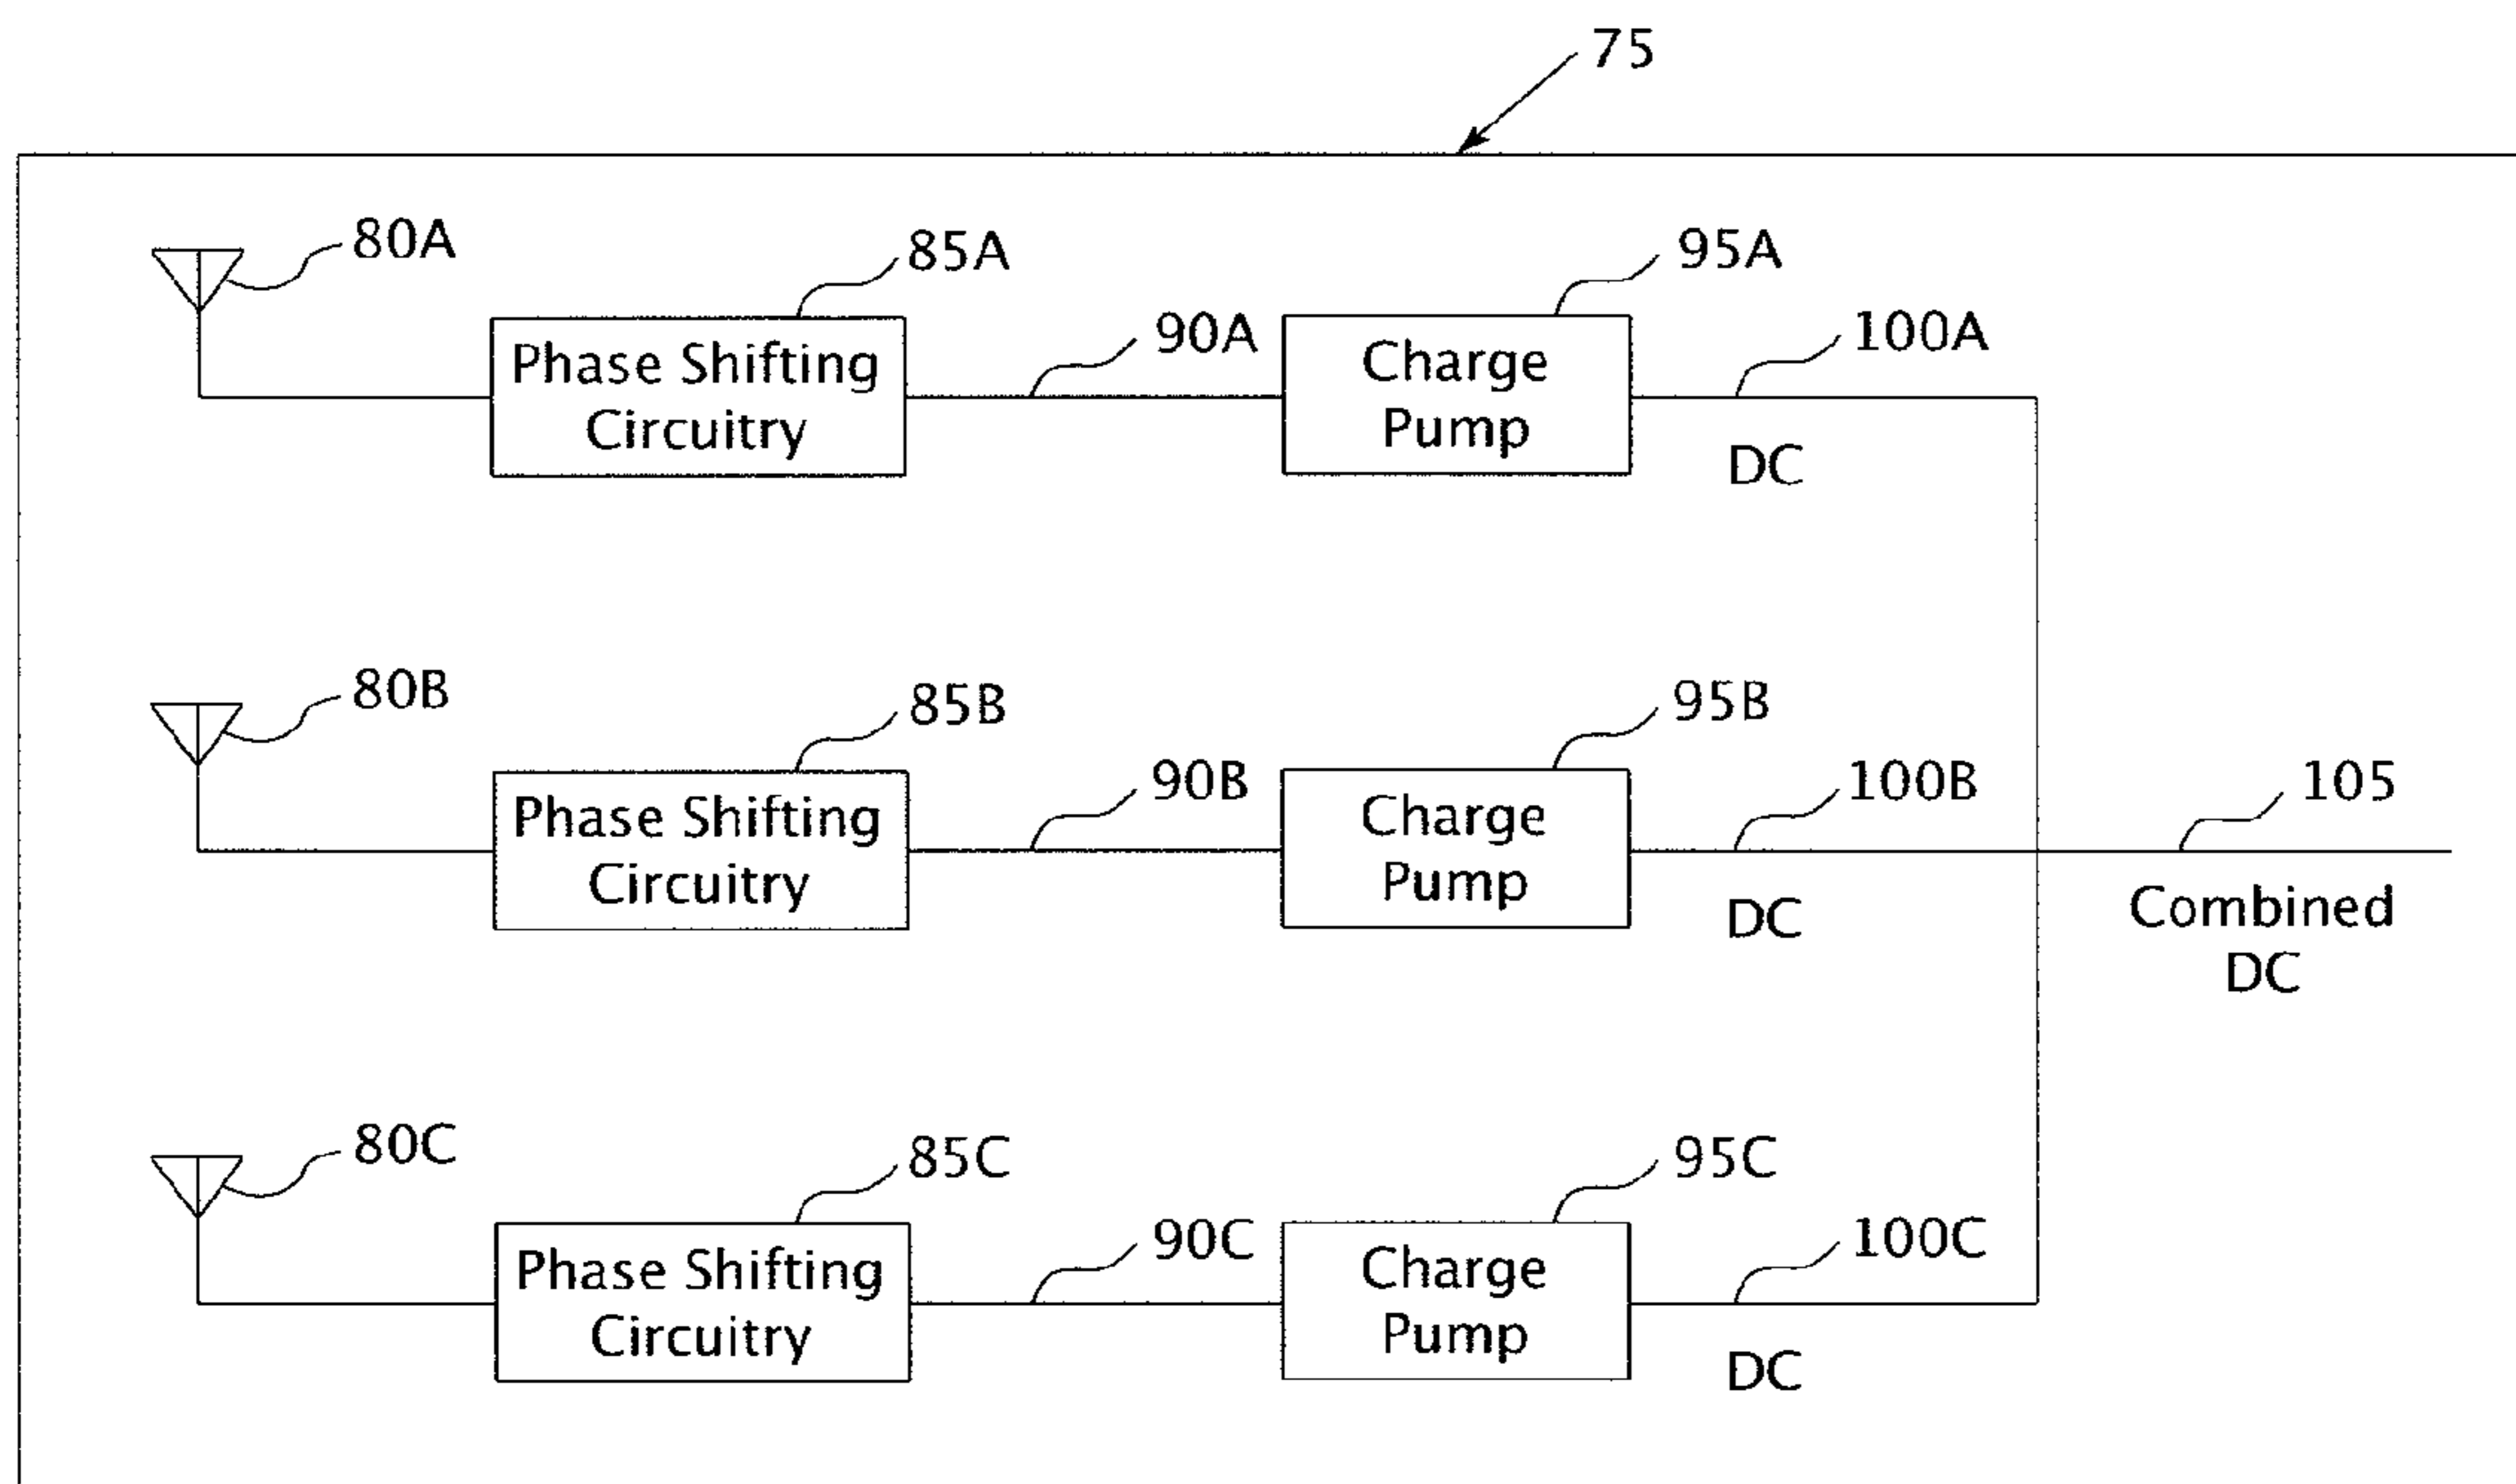 75
80A
85A
95A
90A
100A
Phase Shifting
Circuitry
Charge
Pump
DC
80B
85B
95B
90B
100B
105
Phase Shifting
Circuitry
Charge
Pump
DC
Combined
DC
80C
85C
95C
90C
100C
Phase Shifting
Circuitry
Charge
Pump
DC